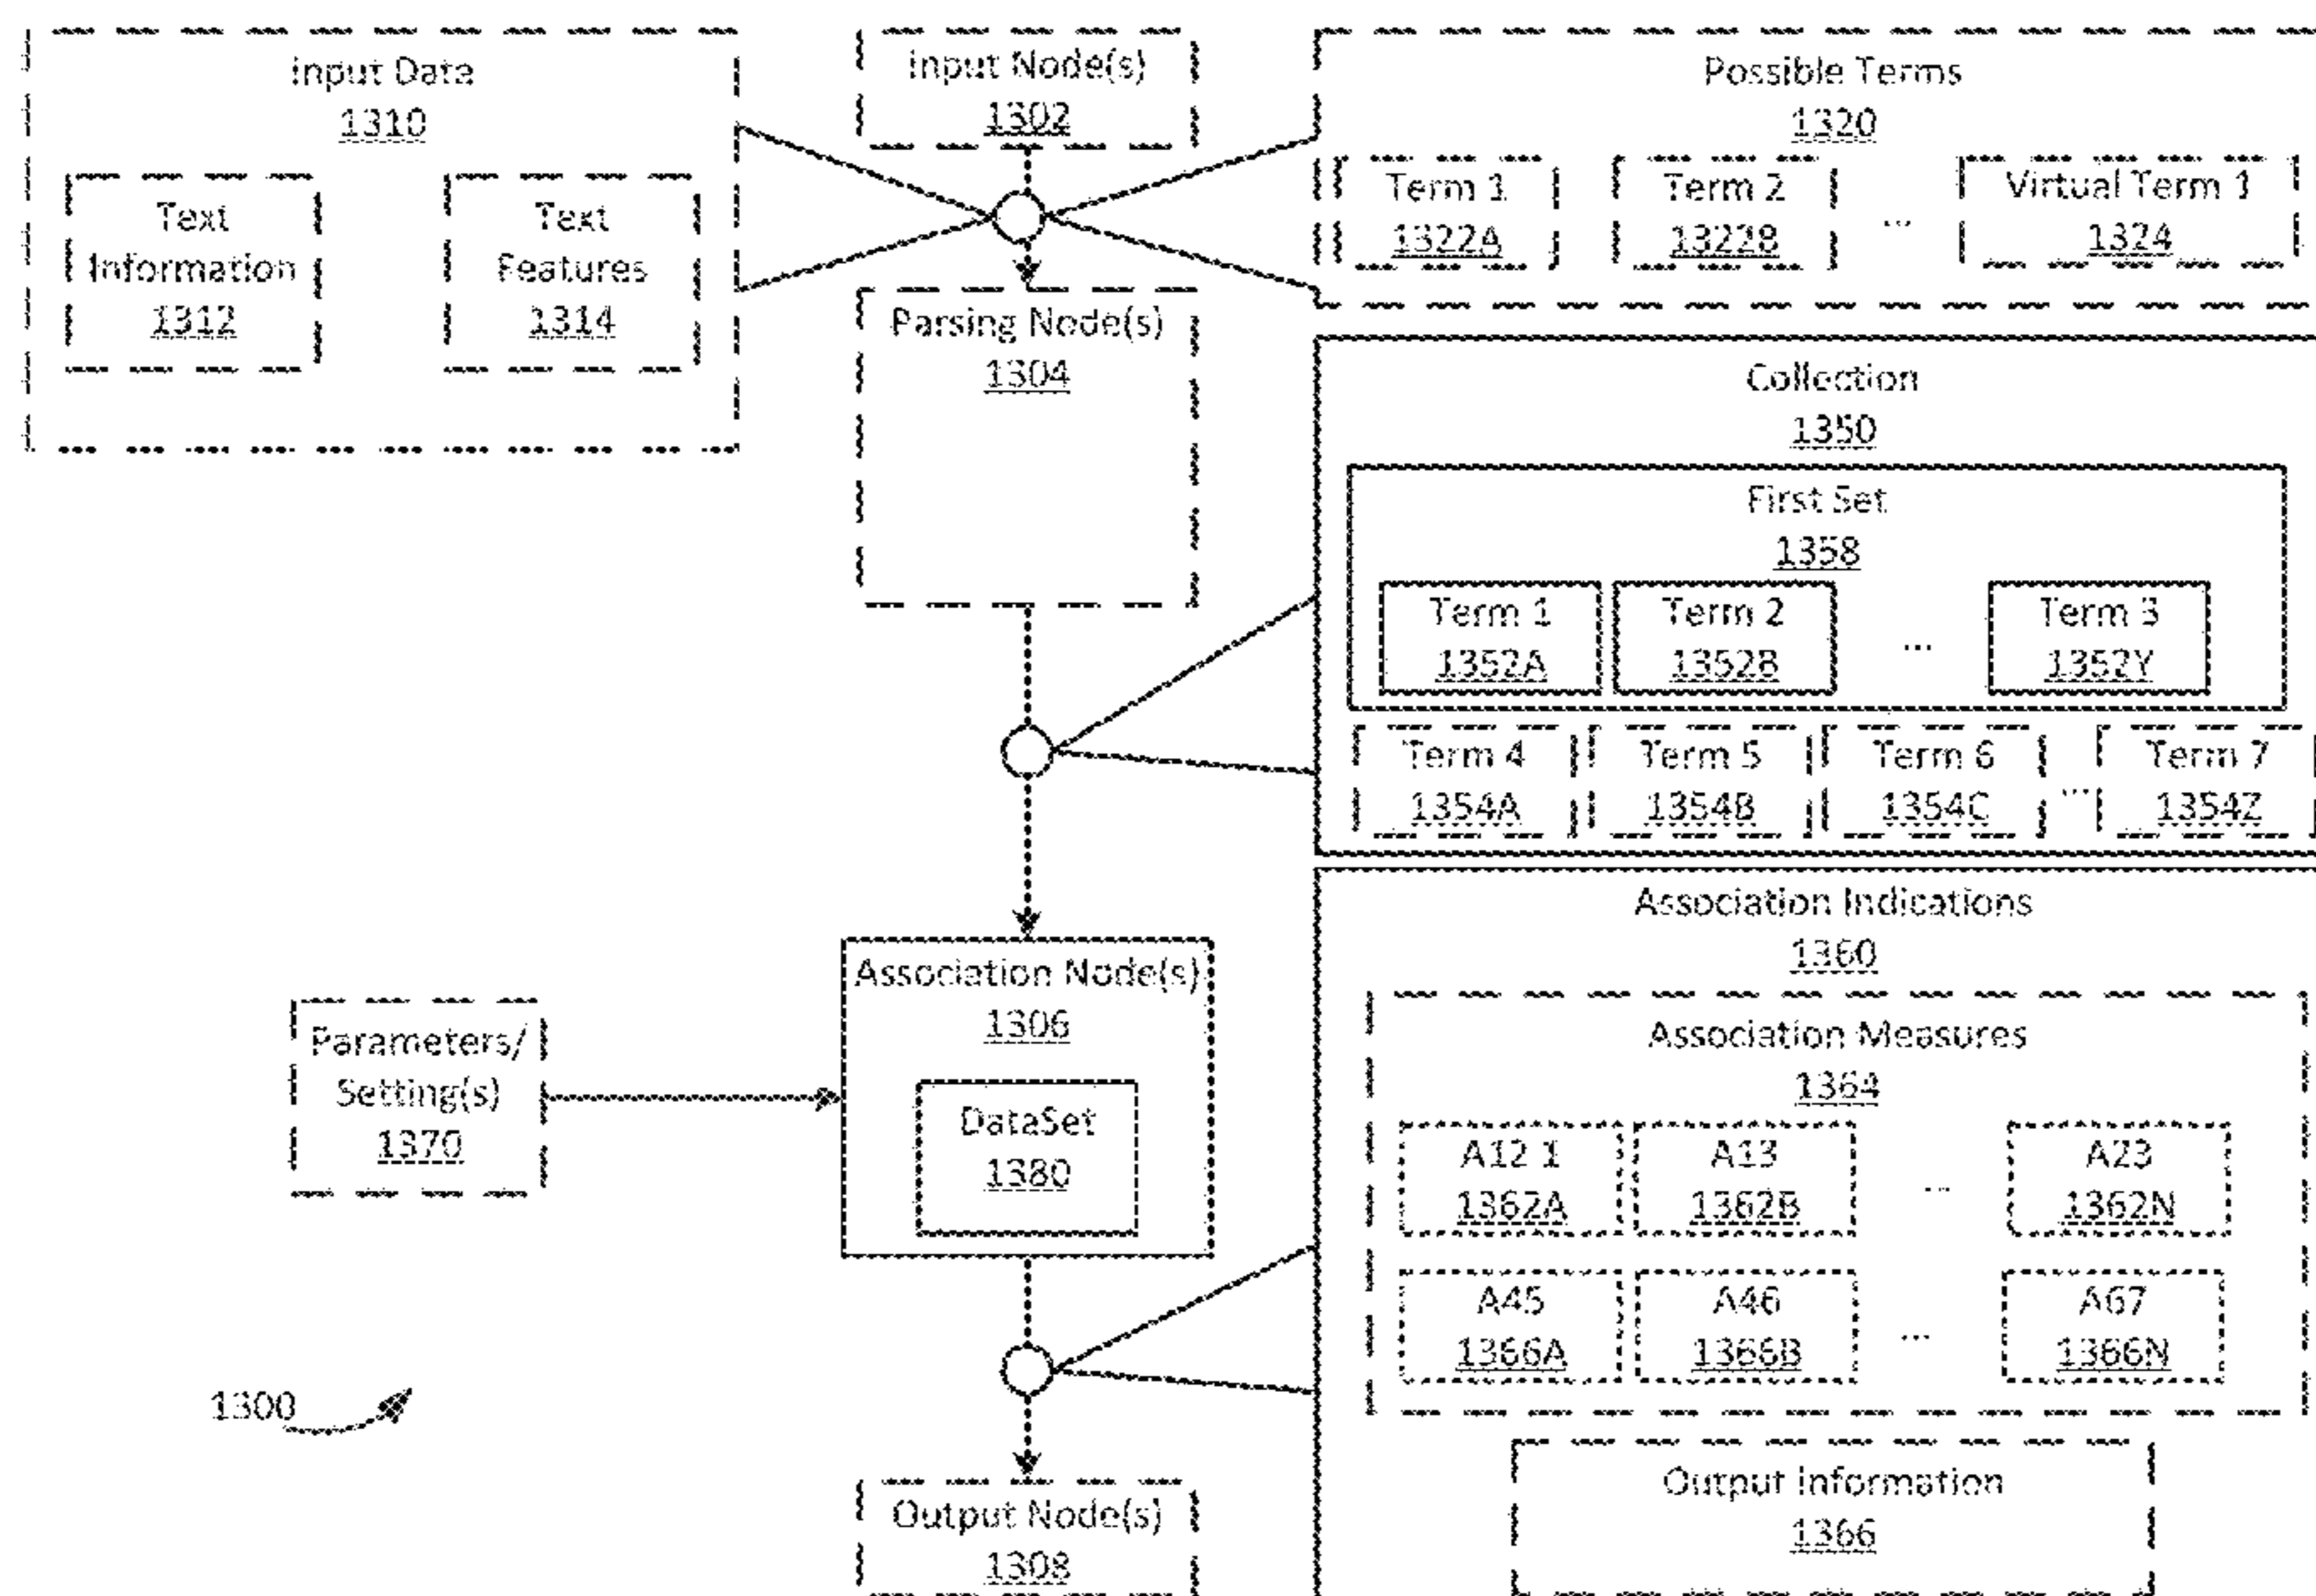 Input Data
1310
Text
Information
1312
Text
Features
1314
Input Node(s)
1302
Possible Terms
1320
Term 1
1322A
Term 2
1322B
...
Virtual Term 1
1324
Parsing Node(s)
1304
Collection
1350
First Set
1358
Term 1
1352A
Term 2
1352B
...
Term 3
1352Y
Term 4
1354A
Term 5
1354B
Term 6
1354C
...
Term 7
1354Z
Association Node(s)
1306
DataSet
1380
Parameters/
Setting(s)
1370
Association Indications
1360
Association Measures
1364
A12 1
1362A
A13
1362B
...
A23
1362N
A45
1366A
A46
1366B
...
A67
1366N
1300
Output Node(s)
1308
Output Information
1366